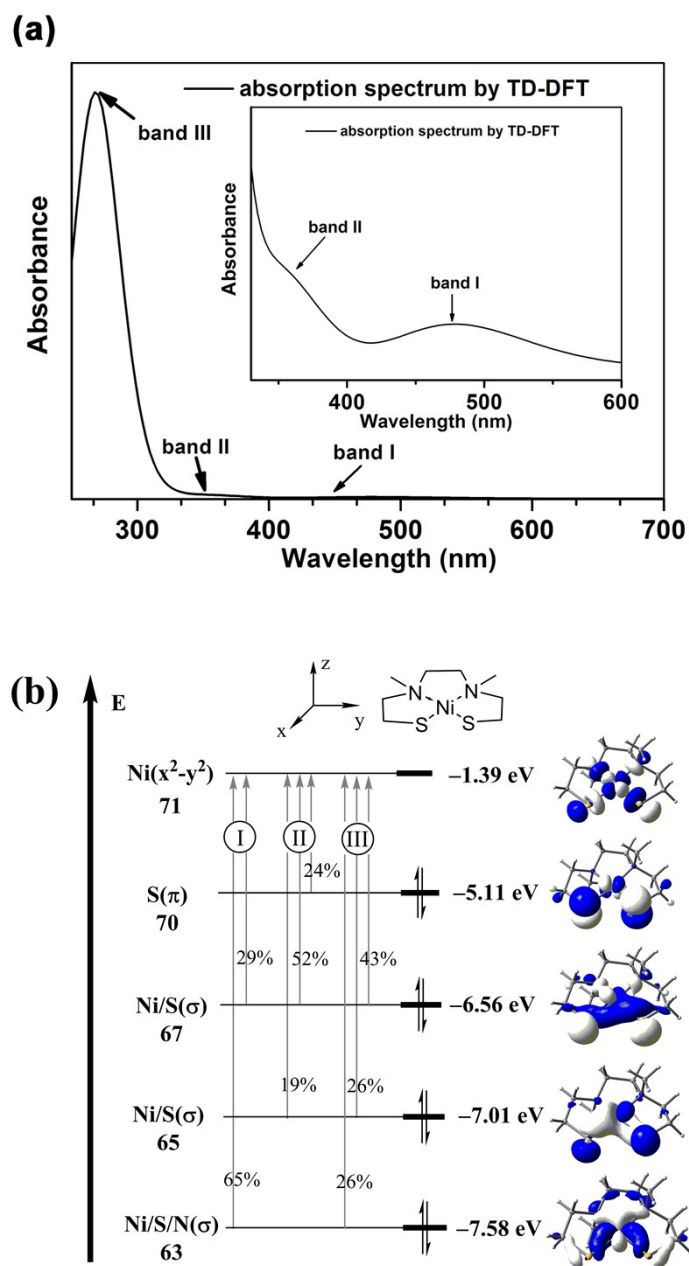 (a)
absorption spectrum by TD-DFT
band III
absorption spectrum by TD-DFT
band II
band I
Absorbance
400 500 600
Wavelength (nm)
Absorbance
band II
band I
300 400 500 600 700
Wavelength (nm)
(b)
E
z
y
x
N N
Ni
S S
Ni(x²-y²)
71
–1.39 eV
I II III
24%
S(π)
70
–5.11 eV
29% 52% 43%
Ni/S(σ)
67
–6.56 eV
19% 26%
Ni/S(σ)
65
–7.01 eV
65% 26%
Ni/S/N(σ)
63
–7.58 eV